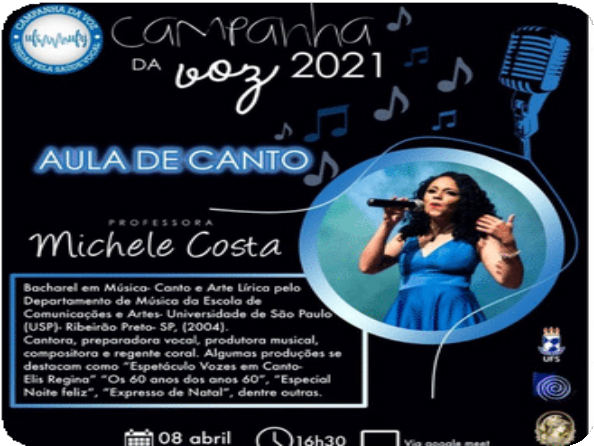 CAMPANHA DA VOZ
UNIDAS PELA SAÚDE VOCAL
campanha
DA voz 2021
AULA DE CANTO
PROFESSORA
Michele Costa
Bacharel em Música- Canto e Arte Lírica pelo
Departamento de Música da Escola de
Comunicações e Artes- Universidade de São Paulo
(USP)- Ribeirão Preto- SP, (2004).
Cantora, preparadora vocal, produtora musical,
compositora e regente coral. Algumas produções se
destacam como "Espetáculo Vozes em Canto-
Elis Regina" "Os 60 anos dos anos 60", "Especial
Noite feliz", "Expresso de Natal", dentre outras.
UFS
08 abril
16h30
Via google meet